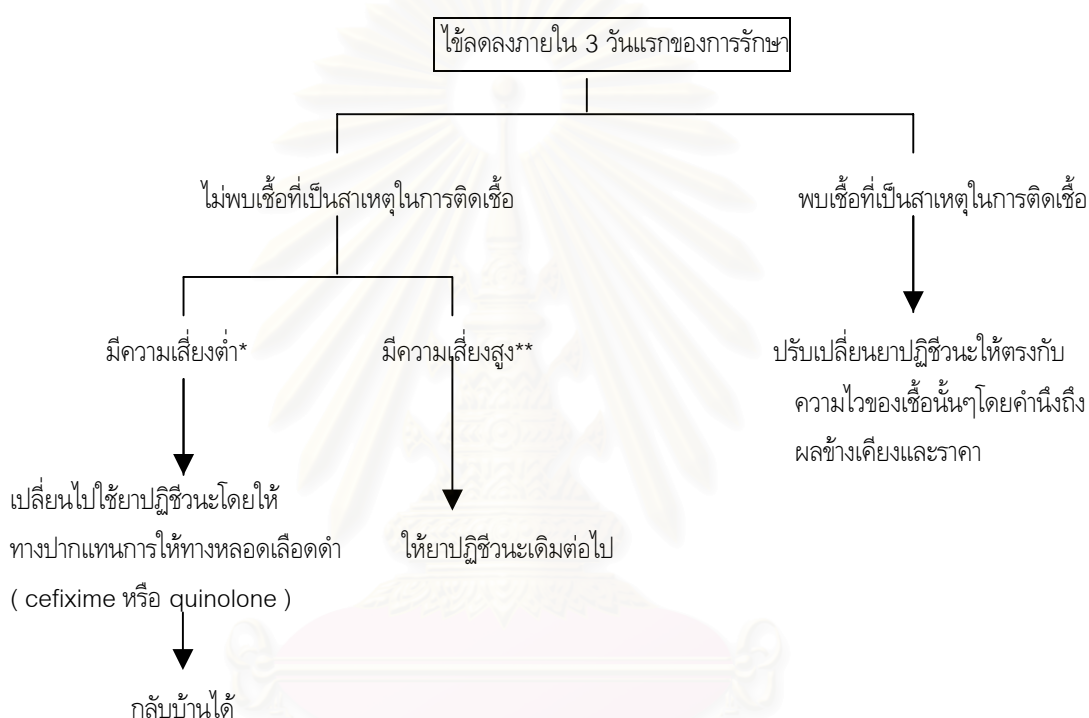 ไข้ลดลงภายใน 3 วันแรกของการรักษา
ไม่พบเชื้อที่เป็นสาเหตุในการติดเชื้อ
พบเชื้อที่เป็นสาเหตุในการติดเชื้อ
มีความเสี่ยงต่ำ*
มีความเสี่ยงสูง**
ปรับเปลี่ยนยาปฏิชีวนะให้ตรงกับ
ความไวของเชื้อนั้นๆโดยคำนึงถึง
ผลข้างเคียงและราคา
เปลี่ยนไปใช้ยาปฏิชีวนะโดยให้
ทางปากแทนการให้ทางหลอดเลือดดำ
( cefixime หรือ quinolone )
ให้ยาปฏิชีวนะเดิมต่อไป
กลับบ้านได้